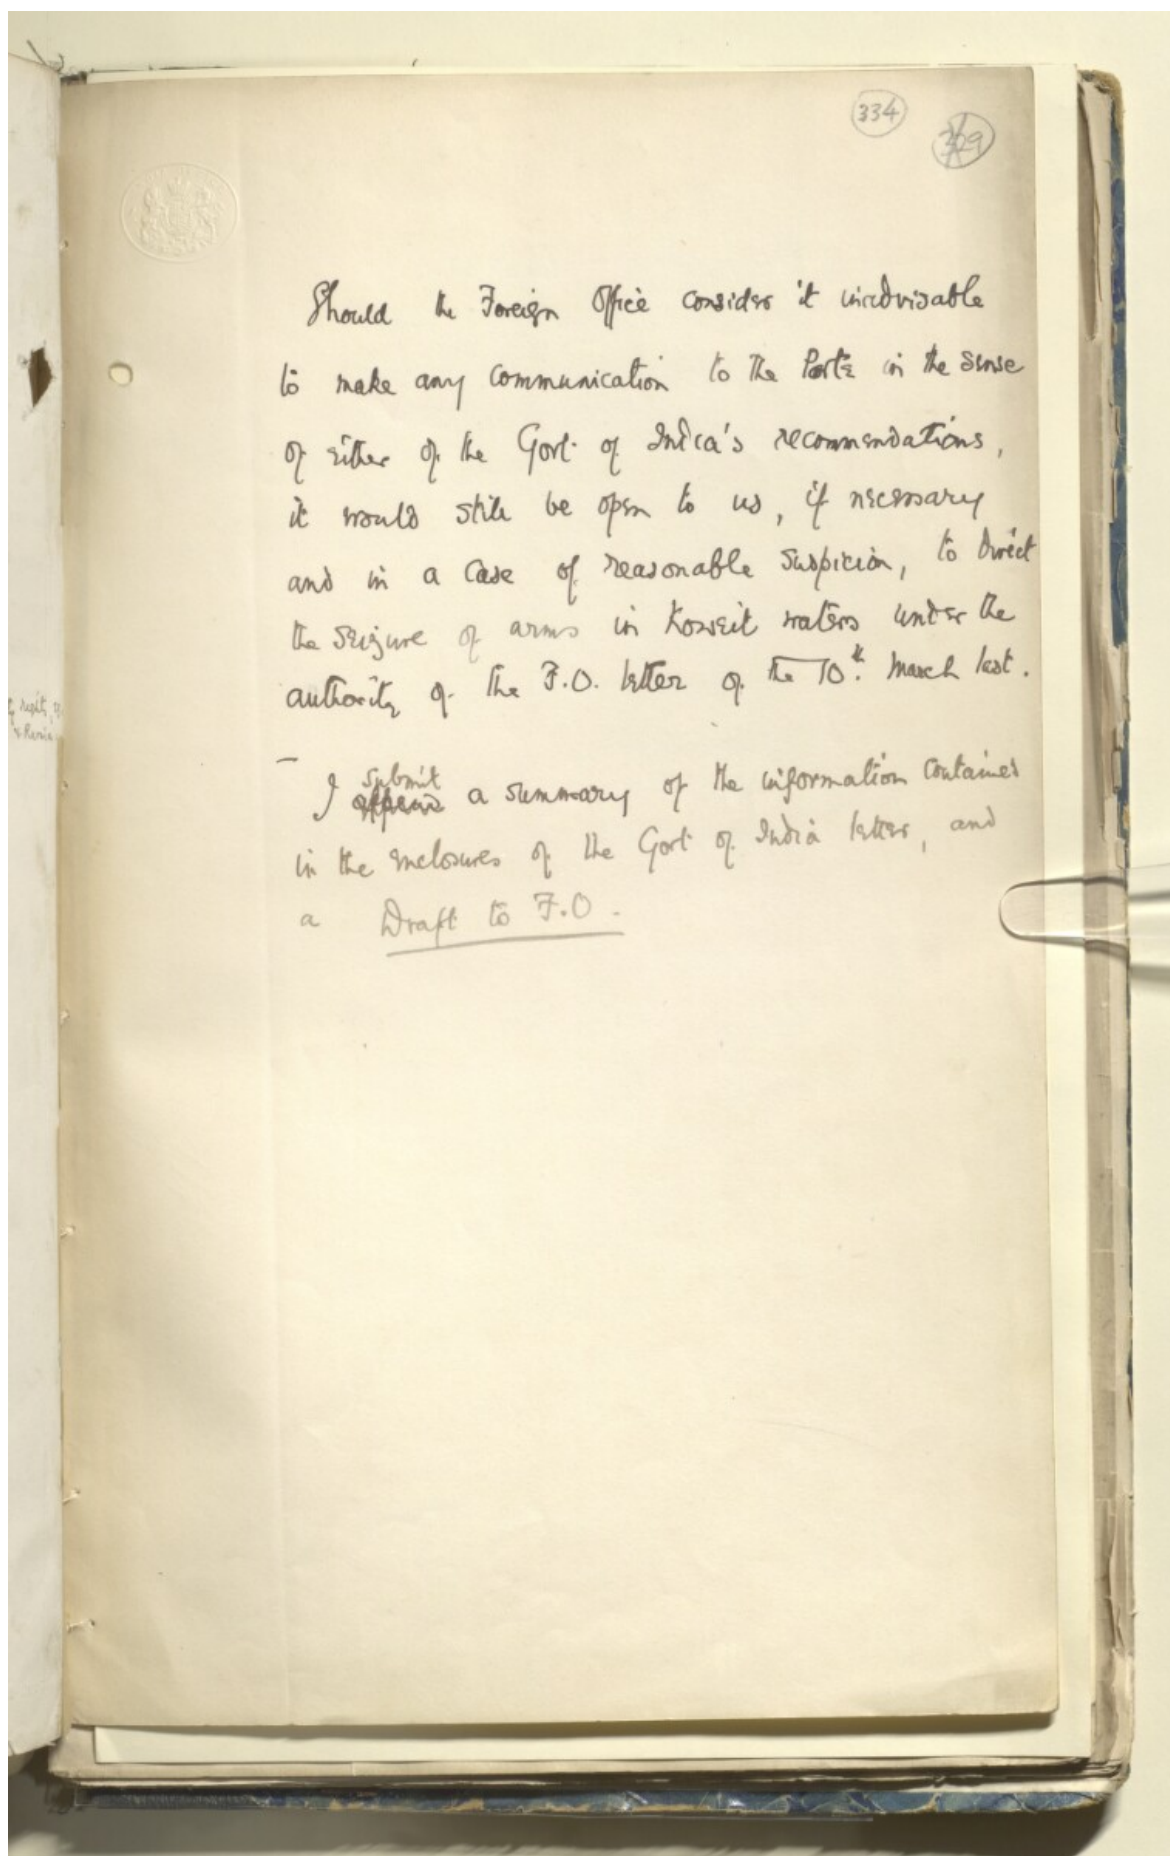 334
329
Should the Foreign Office consider it inadvisable
to make any communication to the Porte in the sense
of either of the Govt. of India's recommendations,
it would still be open to us, if necessary
and in a case of reasonable suspicion, to direct
the seizure of arms in Koweit waters under the
authority of the F.O. letter of the 10th. March last.
I submit a summary of the information contained
in the enclosures of the Govt of India letter, and
a Draft to F.O.